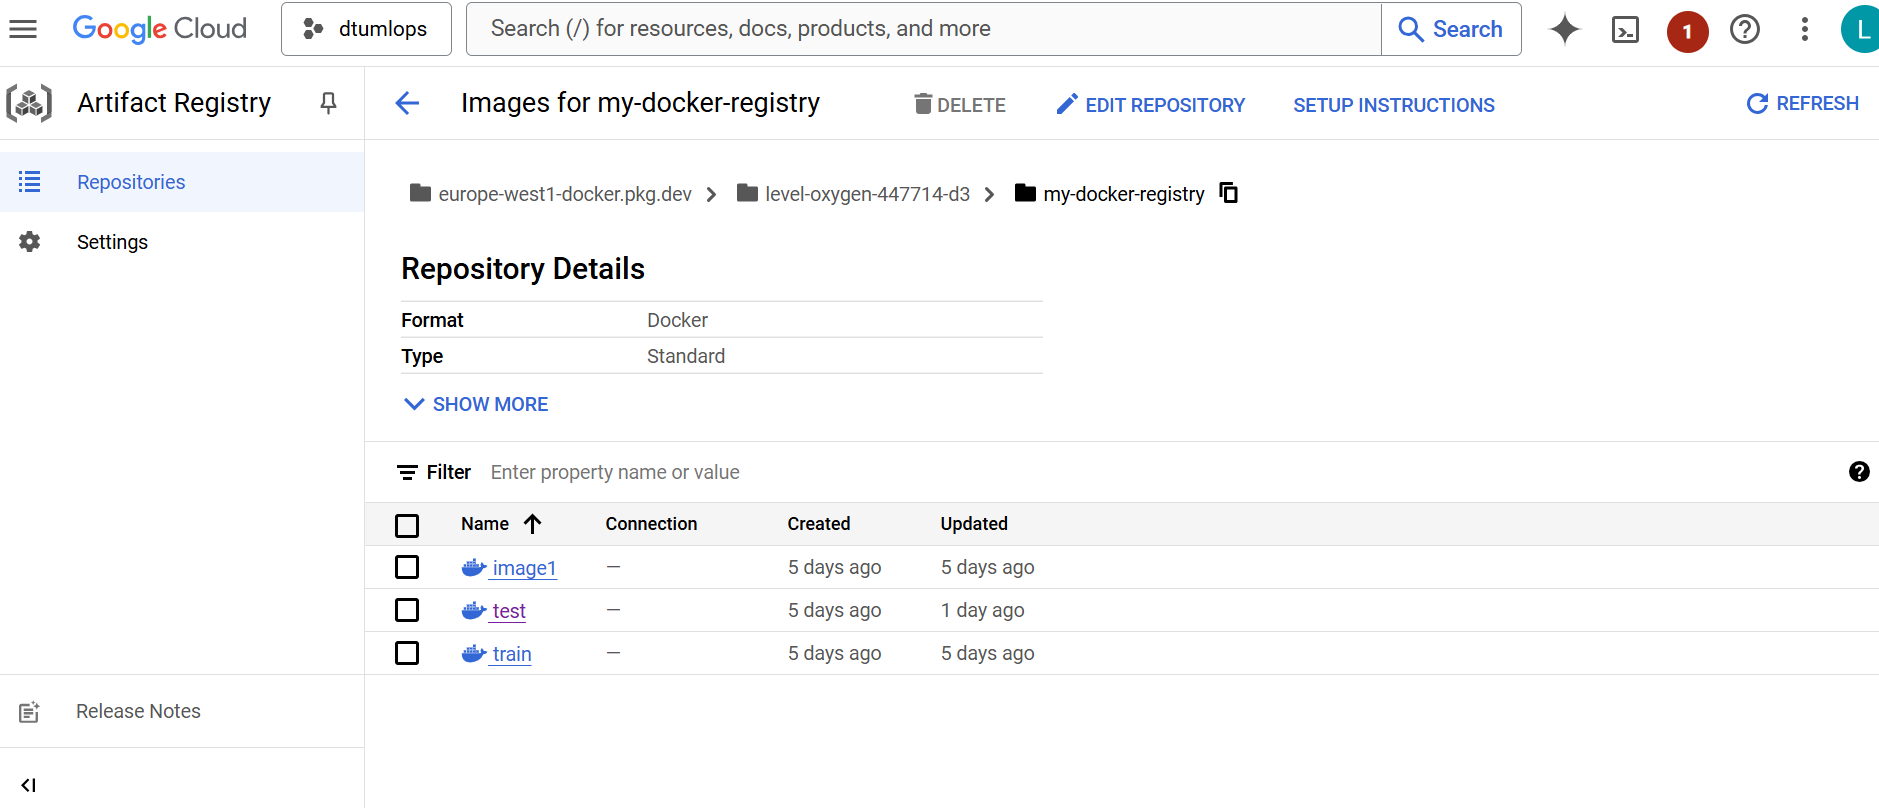 Google Cloud
dtumlops
Search (/) for resources, docs, products, and more
Search
1
L
Artifact Registry
Images for my-docker-registry
DELETE
EDIT REPOSITORY
SETUP INSTRUCTIONS
REFRESH
Repositories
Settings
europe-west1-docker.pkg.dev
level-oxygen-447714-d3
my-docker-registry
Repository Details
Format Docker
Type Standard
SHOW MORE
Filter Enter property name or value
Name Connection Created Updated
image1 — 5 days ago 5 days ago
test — 5 days ago 1 day ago
train — 5 days ago 5 days ago
Release Notes